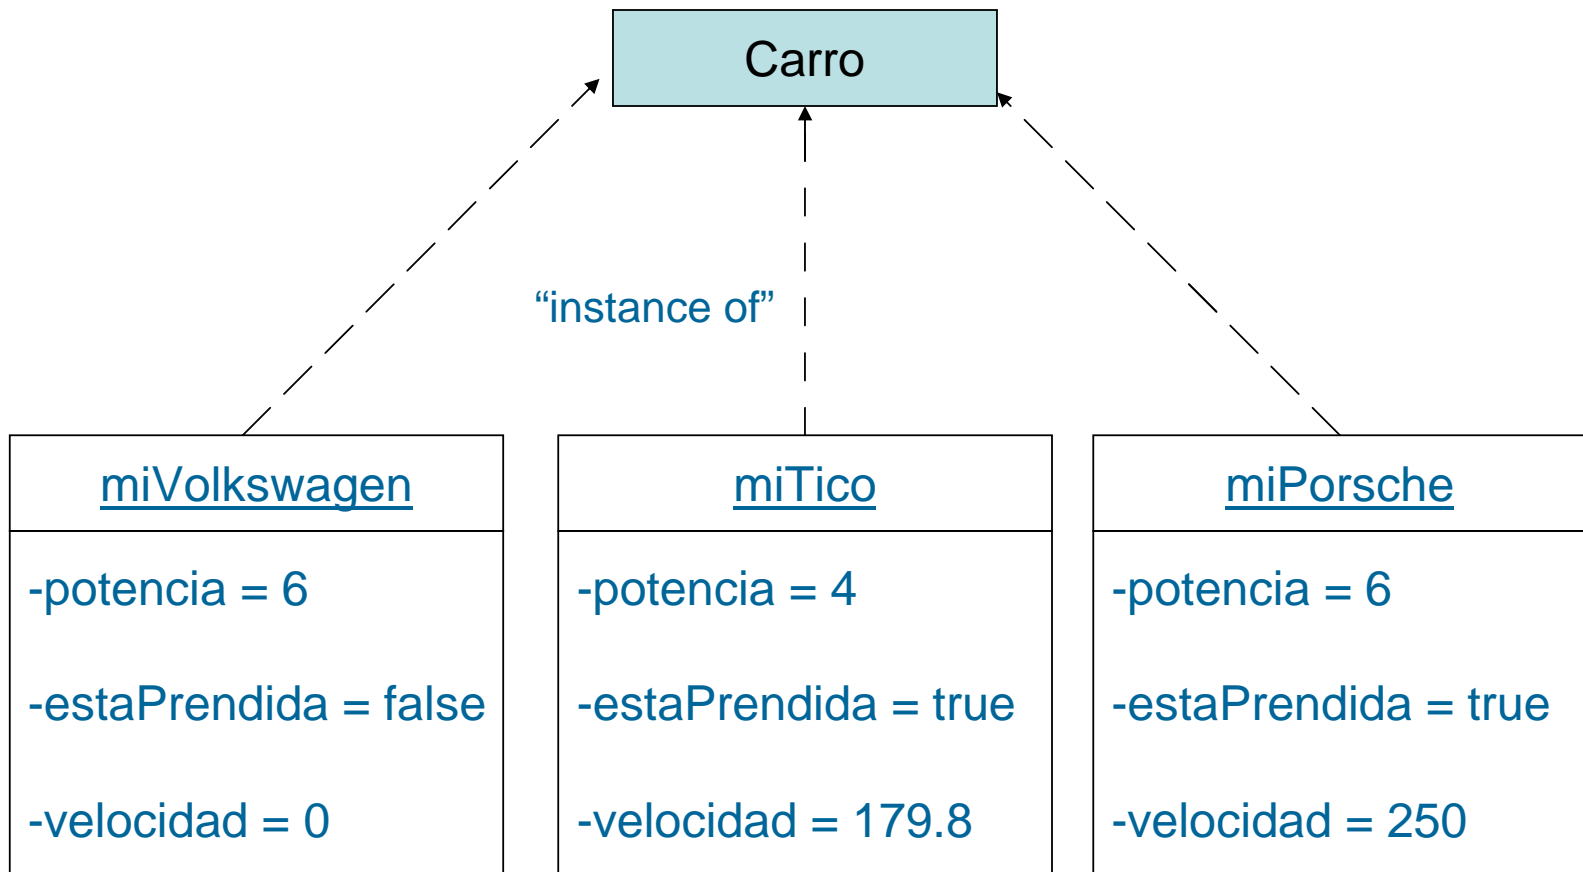 Carro
“instance of”
miVolkswagen
-potencia = 6
-estaPrendida = false
-velocidad = 0
miTico
-potencia = 4
-estaPrendida = true
-velocidad = 179.8
miPorsche
-potencia = 6
-estaPrendida = true
-velocidad = 250